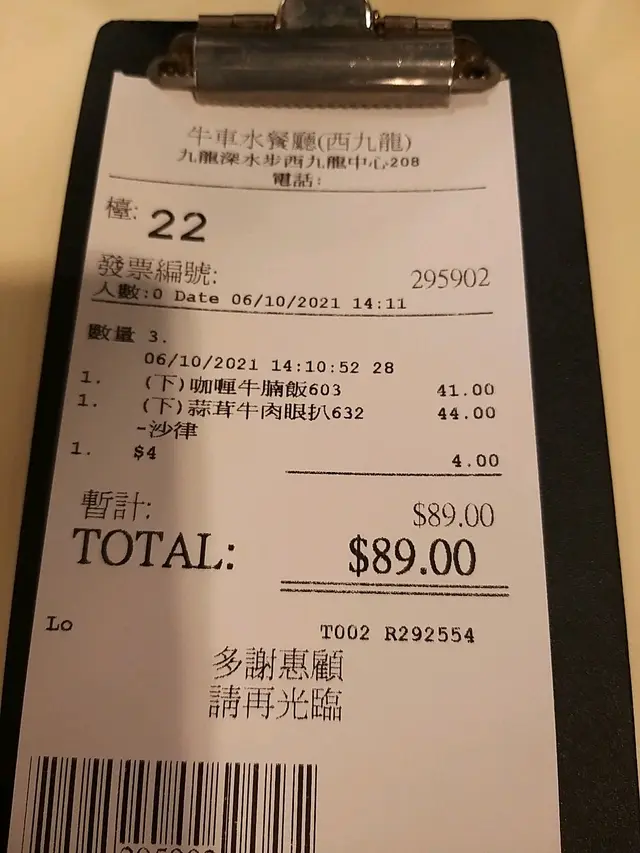 牛車水餐廳(西九龍)
九龍深水步西九龍中心208
電話:
檯: 22
發票編號: 295902
人數:0 Date 06/10/2021 14:11
數量 3.
06/10/2021 14:10:52 28
1. (下)咖喱牛腩飯603 41.00
1. (下)蒜茸牛肉眼扒632 44.00
-沙律
1. $4 4.00
暫計: $89.00
TOTAL: $89.00
Lo T002 R292554
多謝惠顧
請再光臨
295902